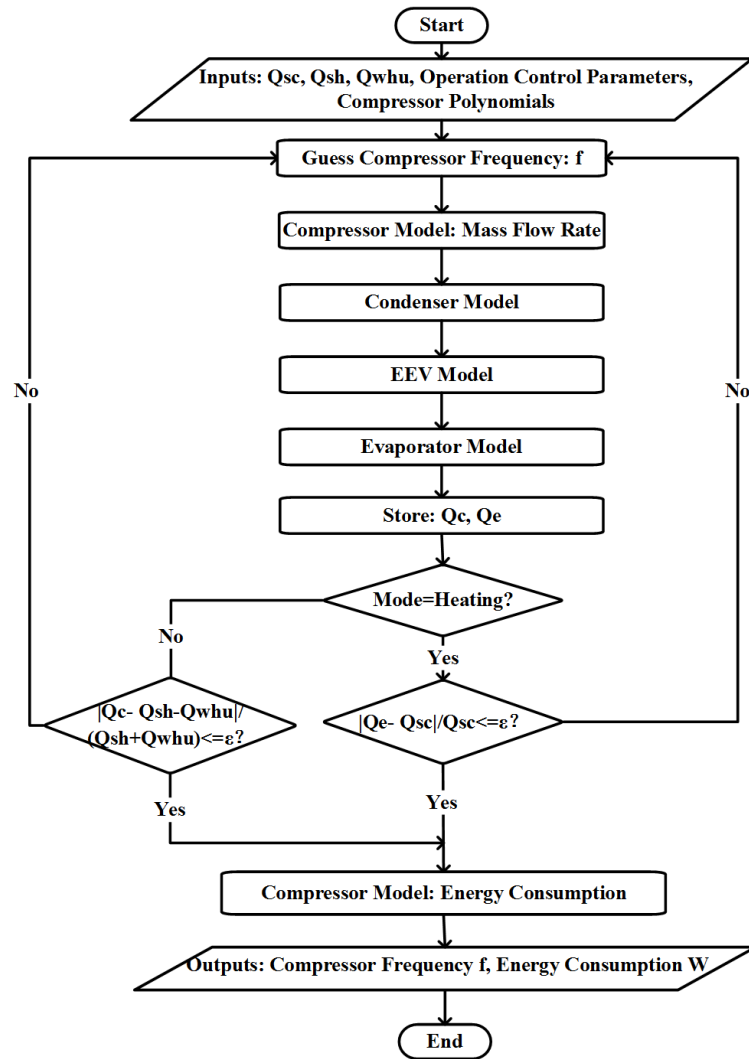 Start
Inputs: Qsc, Qsh, Qwhu, Operation Control Parameters,
Compressor Polynomials
Guess Compressor Frequency: f
Compressor Model: Mass Flow Rate
Condenser Model
EEV Model
No
No
Evaporator Model
Store: Qc, Qe
Mode=Heating?
No
Yes
|Qc- Qsh-Qwhu|/
(Qsh+Qwhu)<=ε?
|Qe- Qsc|/Qsc<=ε?
Yes
Yes
Compressor Model: Energy Consumption
Outputs: Compressor Frequency f, Energy Consumption W
End